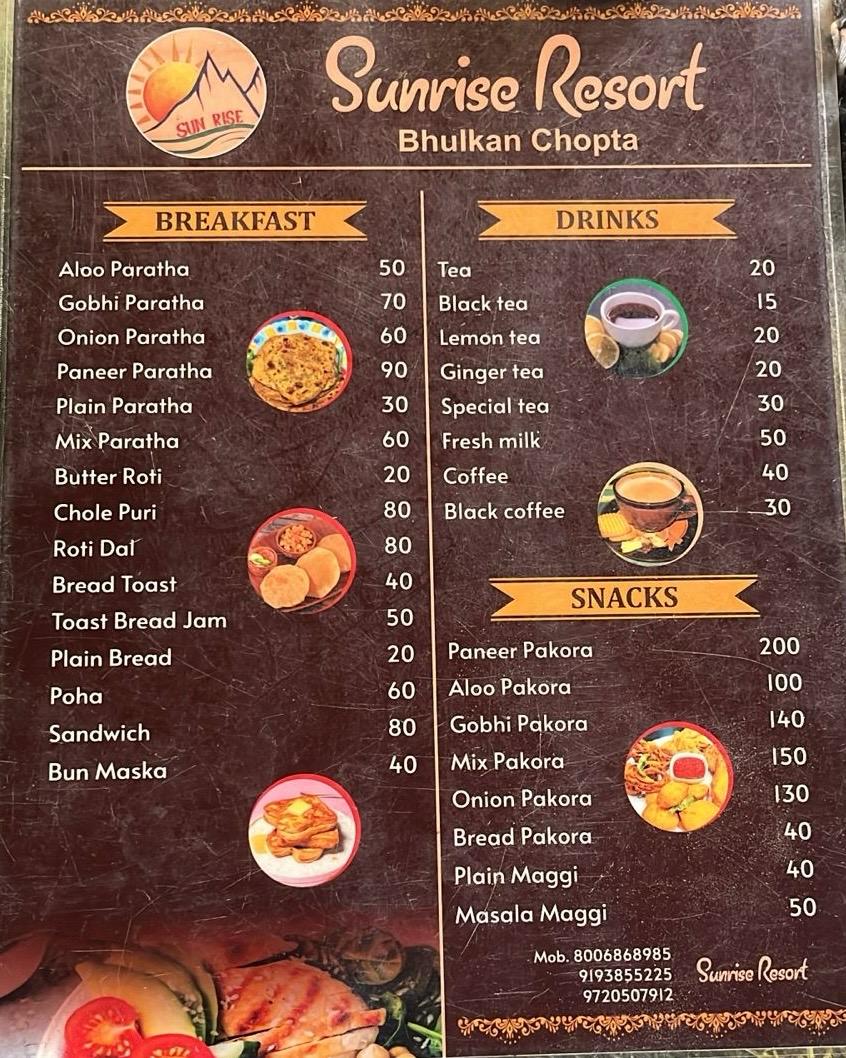 SUN RISE
Sunrise Resort
Bhulkan Chopta
BREAKFAST
Aloo Paratha 50
Gobhi Paratha 70
Onion Paratha 60
Paneer Paratha 90
Plain Paratha 30
Mix Paratha 60
Butter Roti 20
Chole Puri 80
Roti Dal 80
Bread Toast 40
Toast Bread Jam 50
Plain Bread 20
Poha 60
Sandwich 80
Bun Maska 40
DRINKS
Tea 20
Black tea 15
Lemon tea 20
Ginger tea 20
Special tea 30
Fresh milk 50
Coffee 40
Black coffee 30
SNACKS
Paneer Pakora 200
Aloo Pakora 100
Gobhi Pakora 140
Mix Pakora 150
Onion Pakora 130
Bread Pakora 40
Plain Maggi 40
Masala Maggi 50
Mob. 8006868985
9193855225
9720507912
Sunrise Resort